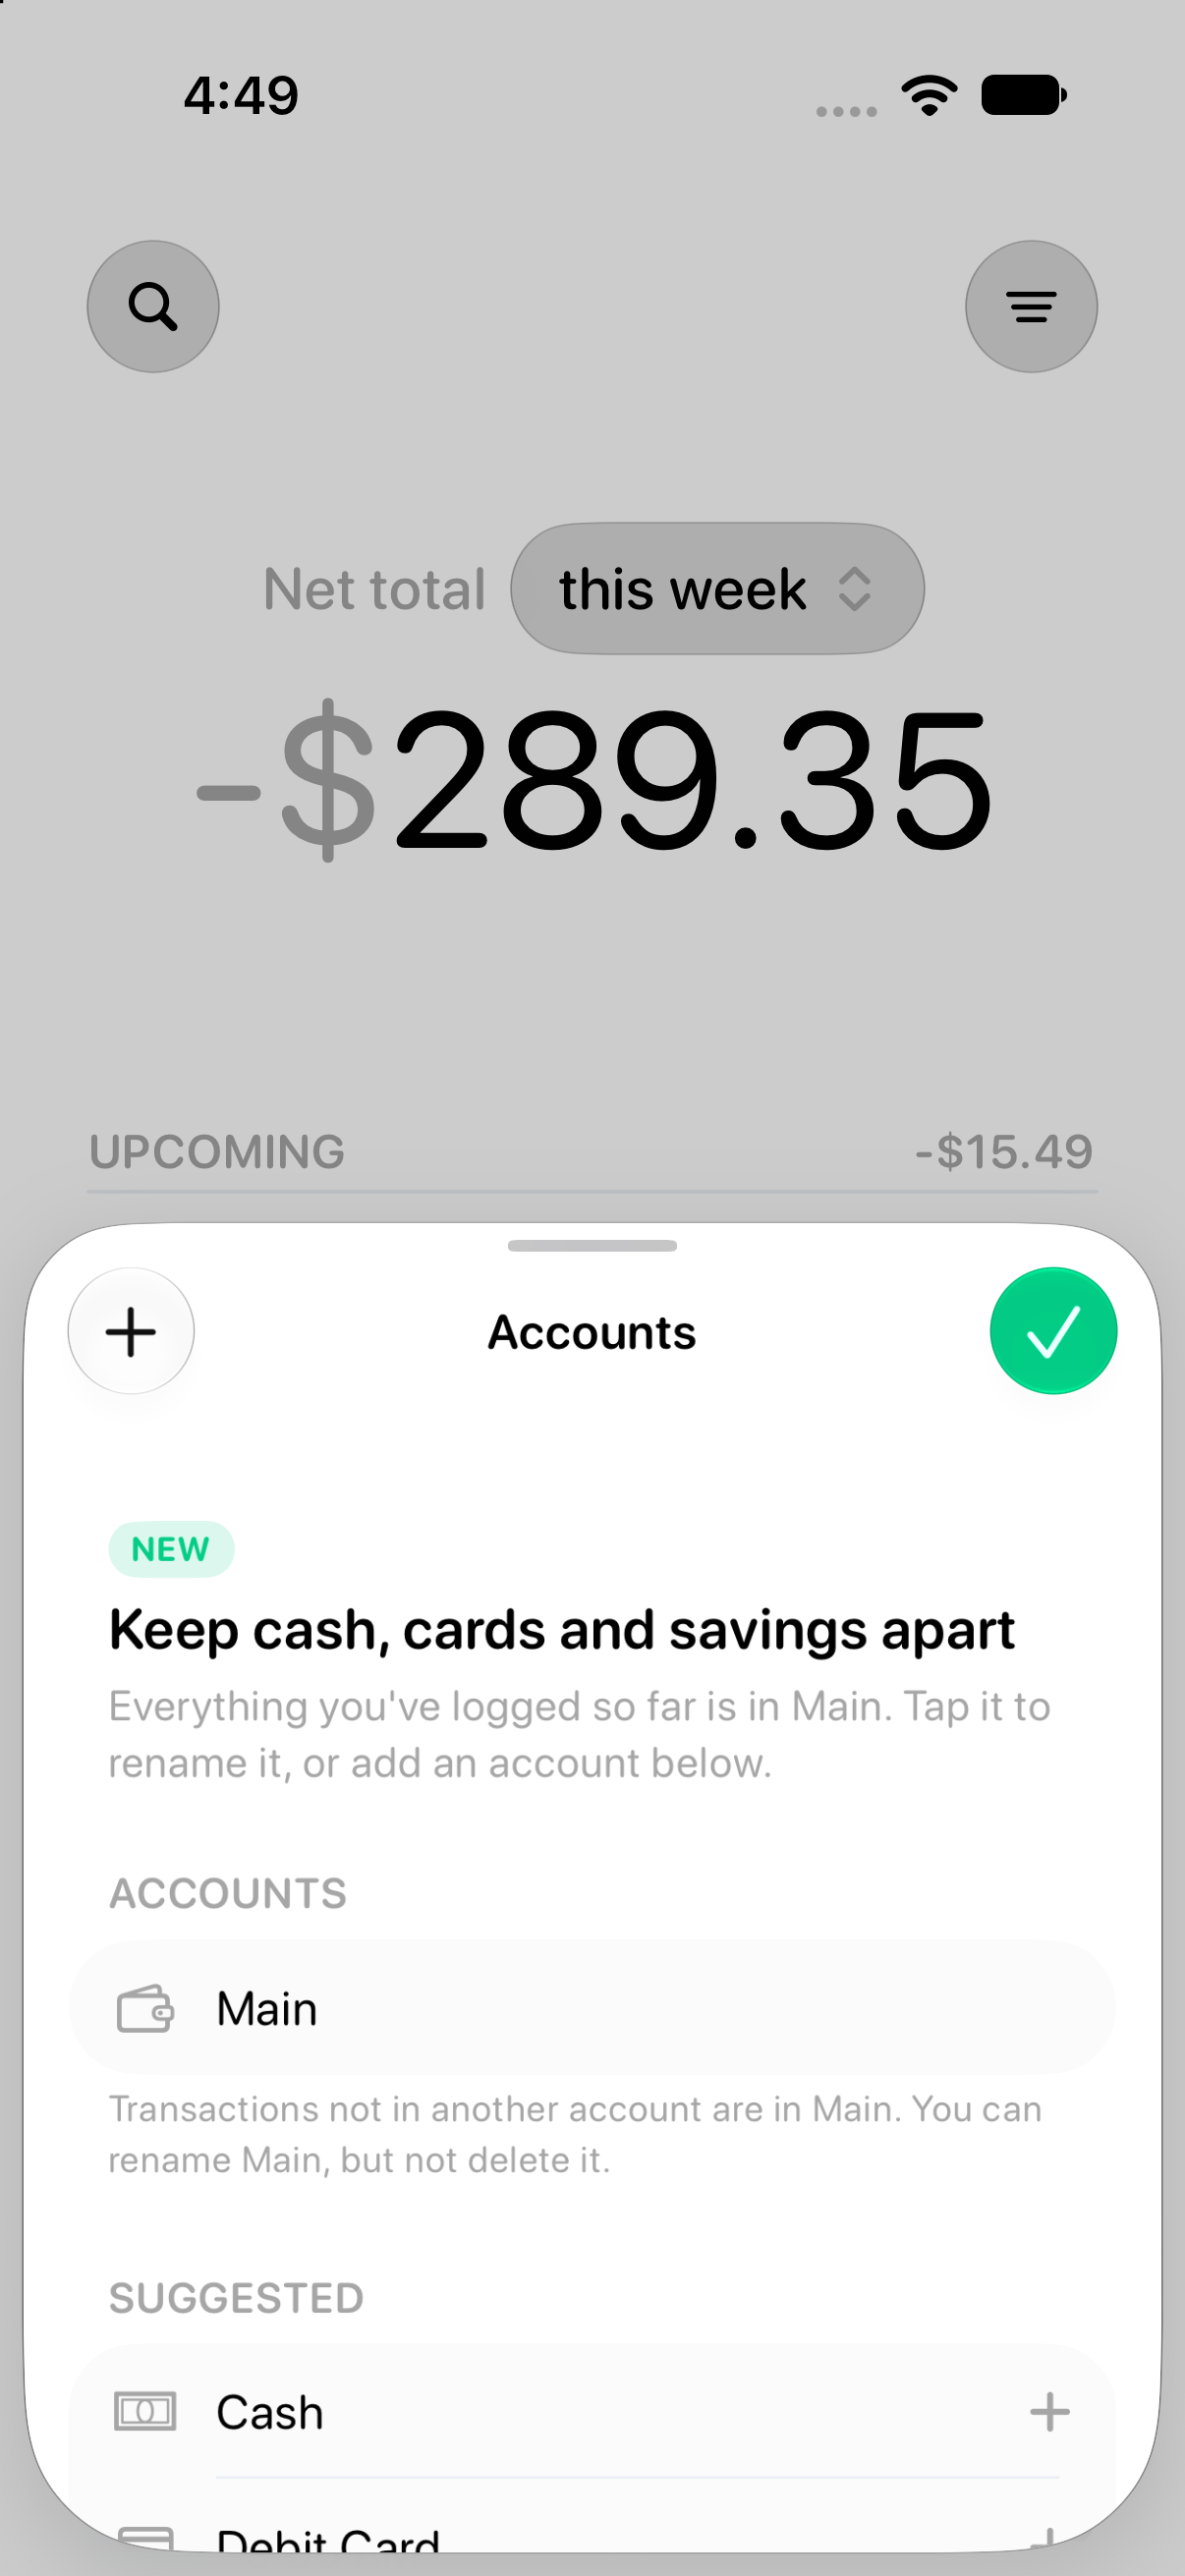 4:49
Net total this week
-$289.35
UPCOMING -$15.49
Accounts
NEW
Keep cash, cards and savings apart
Everything you've logged so far is in Main. Tap it to
rename it, or add an account below.
ACCOUNTS
Main
Transactions not in another account are in Main. You can
rename Main, but not delete it.
SUGGESTED
Cash
Debit Card